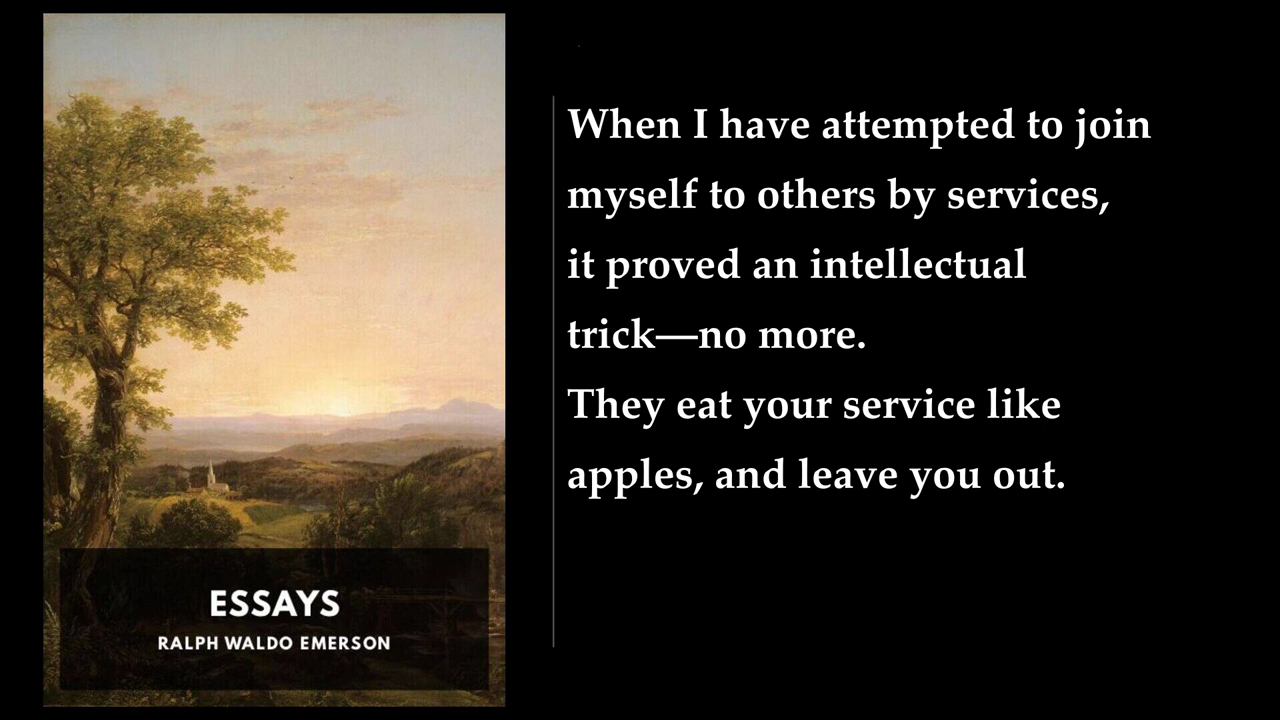 ESSAYS
RALPH WALDO EMERSON
When I have attempted to join
myself to others by services,
it proved an intellectual
trick—no more.
They eat your service like
apples, and leave you out.